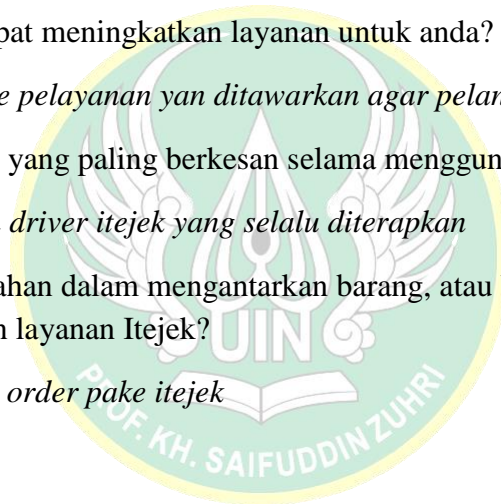 pat meningkatkan layanan untuk anda?
e pelayanan yan ditawarkan agar pelan
yang paling berkesan selama menggun
driver itejek yang selalu diterapkan
ahan dalam mengantarkan barang, atau
n layanan Itejek?
order pake itejek
UIN
PROF. KH. SAIFUDDIN ZUHRI